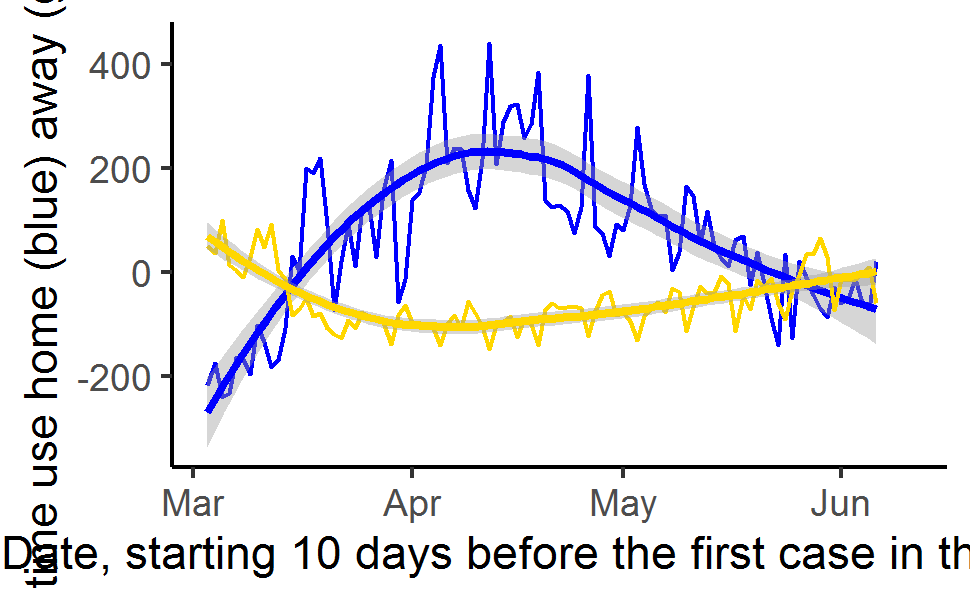 time use home (blue) away (
400
200
0
-200
Mar Apr May Jun
Date, starting 10 days before the first case in th